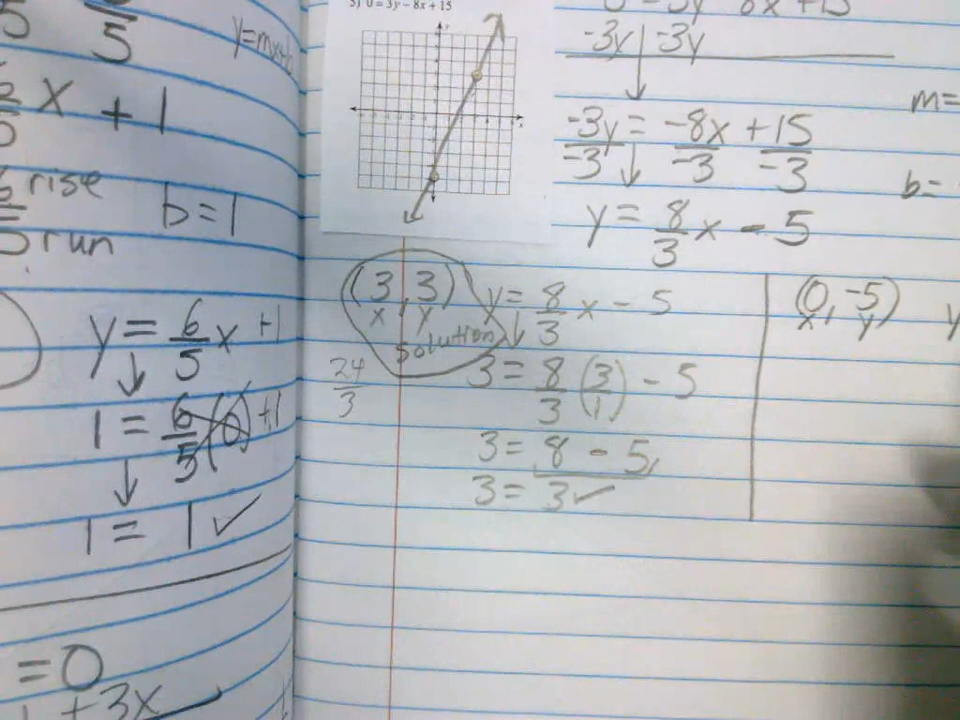 5
5
y=mx+b
x + 1
rise
5 run
b=1
y = 6/5 x +1
1 = 6/5 (0) +1
1 = 1 ✓
= 0
+ 3x
5) 0 = 3y − 8x + 15
-3y | -3y
-3y = -8x + 15
-3 -3 -3
y = 8/3 x - 5
m=
b=
(3, 3)
x y
solution
24/3
y = 8/3 x - 5
3 = 8/3 (3/1) - 5
3 = 8 - 5
3 = 3 ✓
(0, -5)
x y
y